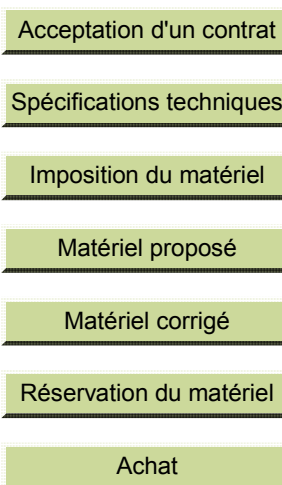 Acceptation d'un contrat
Spécifications techniques
Imposition du matériel
Matériel proposé
Matériel corrigé
Réservation du matériel
Achat